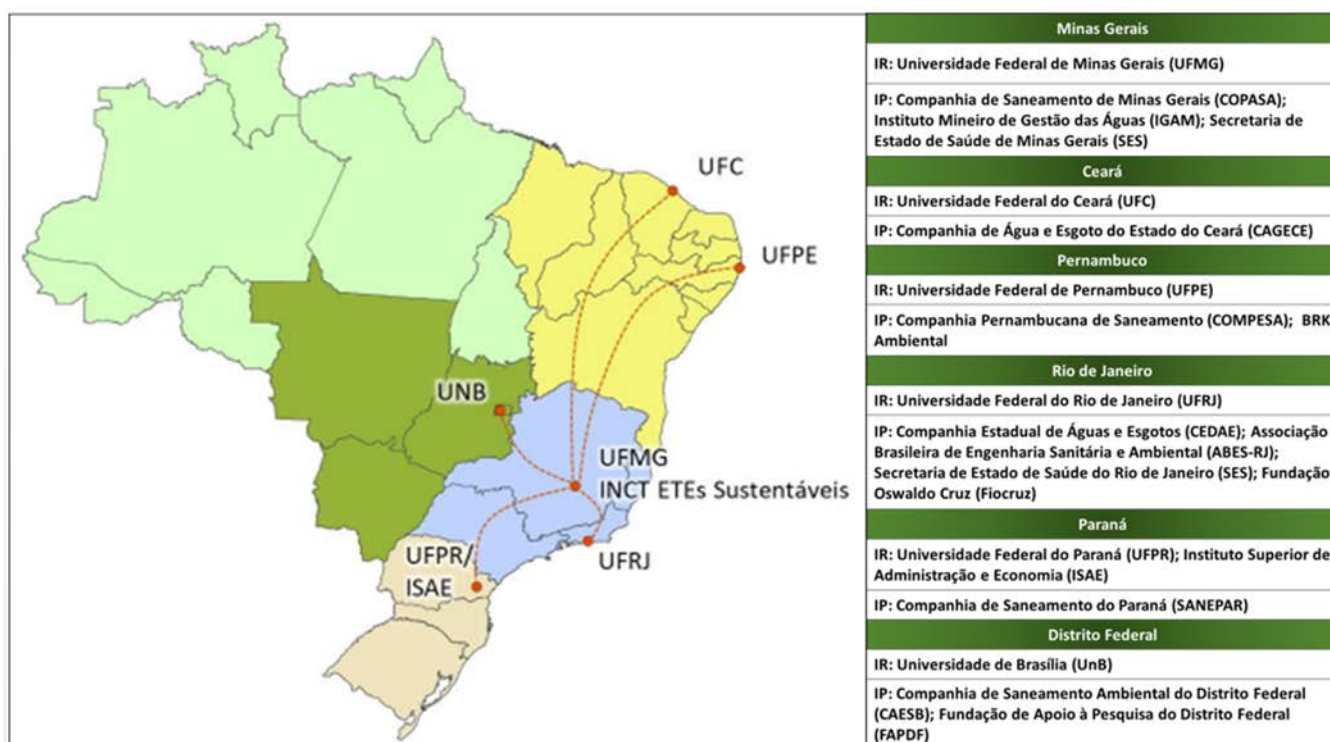 UFC
UFPE
UNB
UFMG
INCT ETEs Sustentáveis
UFPR/
ISAE
UFRJ
Minas Gerais
IR: Universidade Federal de Minas Gerais (UFMG)
IP: Companhia de Saneamento de Minas Gerais (COPASA);
Instituto Mineiro de Gestão das Águas (IGAM); Secretaria de
Estado de Saúde de Minas Gerais (SES)
Ceará
IR: Universidade Federal do Ceará (UFC)
IP: Companhia de Água e Esgoto do Estado do Ceará (CAGECE)
Pernambuco
IR: Universidade Federal de Pernambuco (UFPE)
IP: Companhia Pernambucana de Saneamento (COMPESA); BRK
Ambiental
Rio de Janeiro
IR: Universidade Federal do Rio de Janeiro (UFRJ)
IP: Companhia Estadual de Águas e Esgotos (CEDAE); Associação
Brasileira de Engenharia Sanitária e Ambiental (ABES-RJ);
Secretaria de Estado de Saúde do Rio de Janeiro (SES); Fundação
Oswaldo Cruz (Fiocruz)
Paraná
IR: Universidade Federal do Paraná (UFPR); Instituto Superior de
Administração e Economia (ISAE)
IP: Companhia de Saneamento do Paraná (SANEPAR)
Distrito Federal
IR: Universidade de Brasília (UnB)
IP: Companhia de Saneamento Ambiental do Distrito Federal
(CAESB); Fundação de Apoio à Pesquisa do Distrito Federal
(FAPDF)